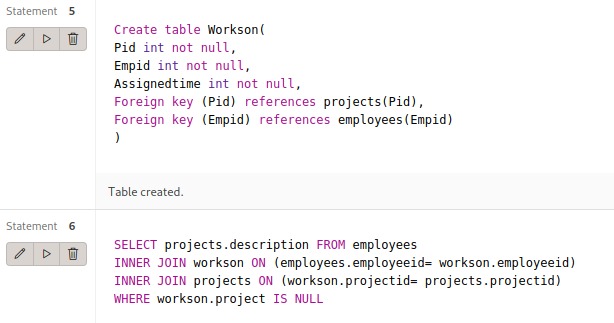 Statement 5
Create table Workson(
Pid int not null,
Empid int not null,
Assignedtime int not null,
Foreign key (Pid) references projects(Pid),
Foreign key (Empid) references employees(Empid)
)
Table created.
Statement 6
SELECT projects.description FROM employees
INNER JOIN workson ON (employees.employeeid= workson.employeeid)
INNER JOIN projects ON (workson.projectid= projects.projectid)
WHERE workson.project IS NULL